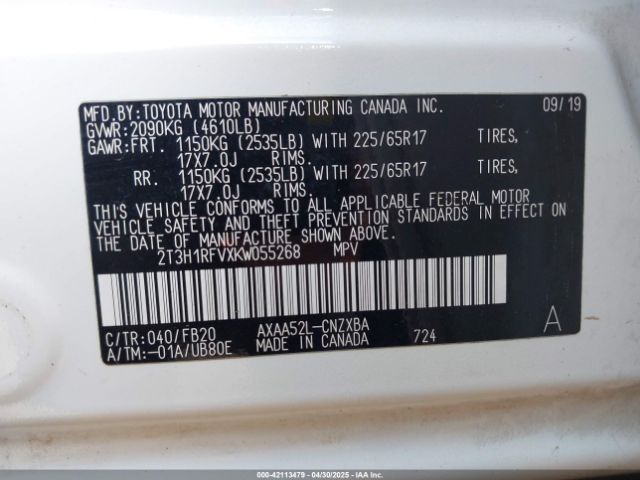 MFD.BY:TOYOTA MOTOR MANUFACTURING CANADA INC. 09/19
GVWR:2090KG (4610LB)
GAWR:FRT. 1150KG (2535LB) WITH 225/65R17 TIRES,
17X7.0J RIMS.
RR. 1150KG (2535LB) WITH 225/65R17 TIRES,
17X7.0J RIMS.
THIS VEHICLE CONFORMS TO ALL APPLICABLE FEDERAL MOTOR
VEHICLE SAFETY AND THEFT PREVENTION STANDARDS IN EFFECT ON
THE DATE OF MANUFACTURE SHOWN ABOVE.
2T3H1RFVXKW055268 MPV
C/TR:040/FB20 AXAA52L-CNZXBA A
A/TM:-01A/UB80E MADE IN CANADA 724
000-42113479 - 04/30/2025 - IAA Inc.